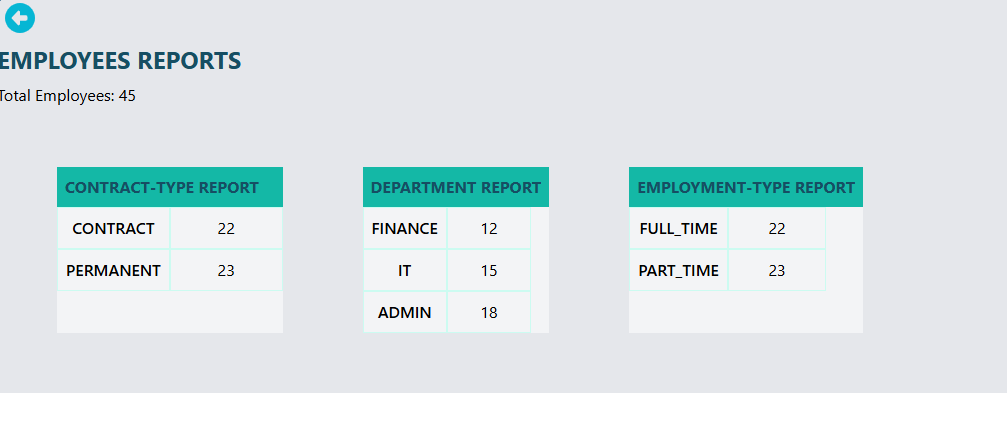 EMPLOYEES REPORTS
Total Employees: 45
CONTRACT-TYPE REPORT
CONTRACT 22
PERMANENT 23
DEPARTMENT REPORT
FINANCE 12
IT 15
ADMIN 18
EMPLOYMENT-TYPE REPORT
FULL_TIME 22
PART_TIME 23